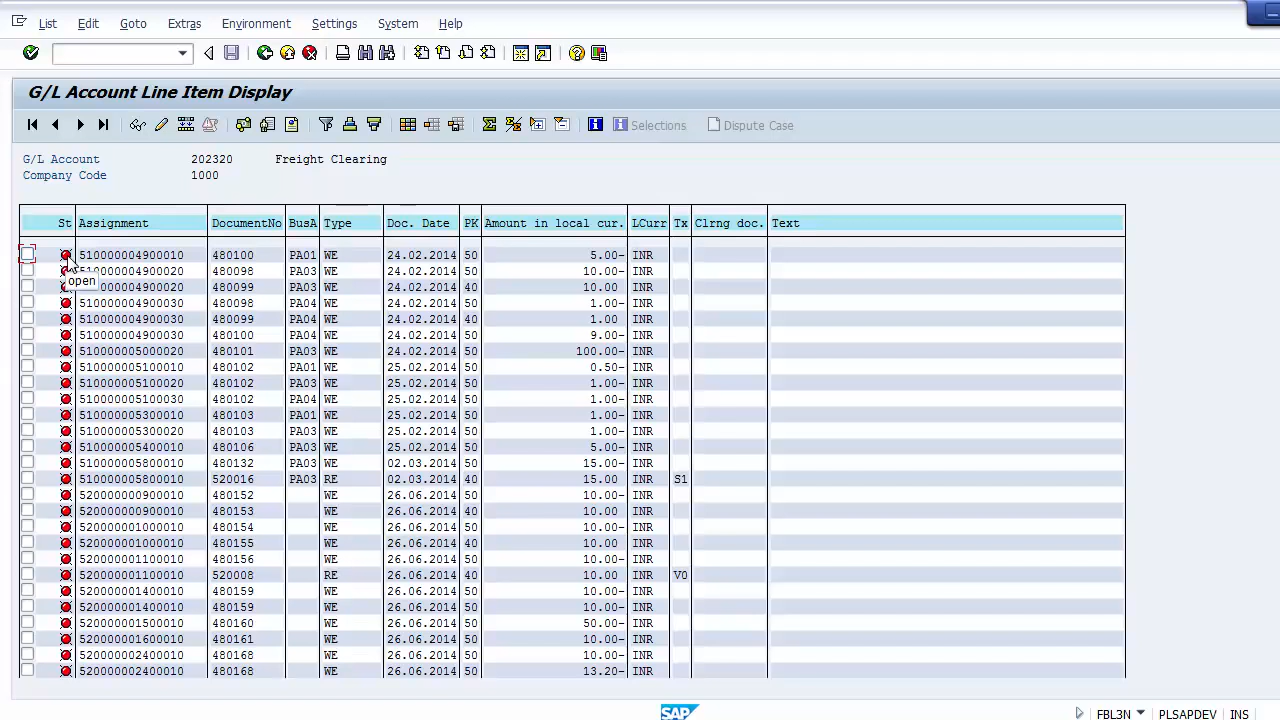 List Edit Goto Extras Environment Settings System Help
G/L Account Line Item Display
Selections Dispute Case
G/L Account 202320 Freight Clearing
Company Code 1000
St Assignment DocumentNo BusA Type Doc. Date PK Amount in local cur. LCurr Tx Clrng doc. Text
510000004900010 480100 PA01 WE 24.02.2014 50 5.00- INR
510000004900020 480098 PA03 WE 24.02.2014 50 10.00- INR
open
510000004900020 480099 PA03 WE 24.02.2014 40 10.00 INR
510000004900030 480098 PA04 WE 24.02.2014 50 1.00- INR
510000004900030 480099 PA04 WE 24.02.2014 40 1.00 INR
510000004900030 480100 PA04 WE 24.02.2014 50 9.00- INR
510000005000020 480101 PA03 WE 24.02.2014 50 100.00- INR
510000005100010 480102 PA01 WE 25.02.2014 50 0.50- INR
510000005100020 480102 PA03 WE 25.02.2014 50 1.00- INR
510000005100030 480102 PA04 WE 25.02.2014 50 1.00- INR
510000005300010 480103 PA01 WE 25.02.2014 50 1.00- INR
510000005300020 480103 PA03 WE 25.02.2014 50 1.00- INR
510000005400010 480106 PA03 WE 25.02.2014 50 5.00- INR
510000005800010 480132 PA03 WE 02.03.2014 50 15.00- INR
510000005800010 520016 PA03 RE 02.03.2014 40 15.00 INR S1
520000000900010 480152 WE 26.06.2014 50 10.00- INR
520000000900010 480153 WE 26.06.2014 40 10.00 INR
520000001000010 480154 WE 26.06.2014 50 10.00- INR
520000001000010 480155 WE 26.06.2014 40 10.00 INR
520000001100010 480156 WE 26.06.2014 50 10.00- INR
520000001100010 520008 RE 26.06.2014 40 10.00 INR V0
520000001400010 480159 WE 26.06.2014 50 10.00- INR
520000001400010 480159 WE 26.06.2014 50 10.00- INR
520000001500010 480160 WE 26.06.2014 50 50.00- INR
520000001600010 480161 WE 26.06.2014 50 10.00- INR
520000002400010 480168 WE 26.06.2014 50 10.00- INR
520000002400010 480168 WE 26.06.2014 50 13.20- INR
SAP FBL3N PLSAPDEV INS